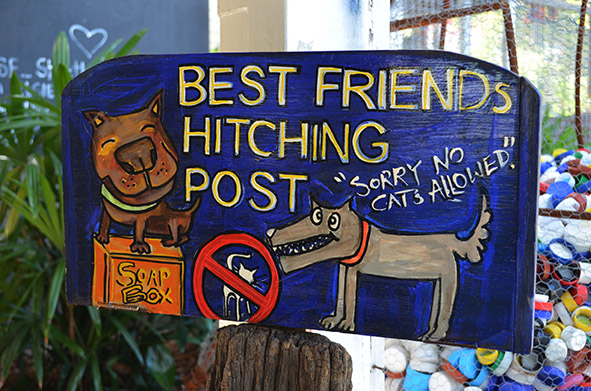 BEST FRIENDS
HITCHING
POST
"SORRY NO
CATS ALLOWED."
SOAP
BOX